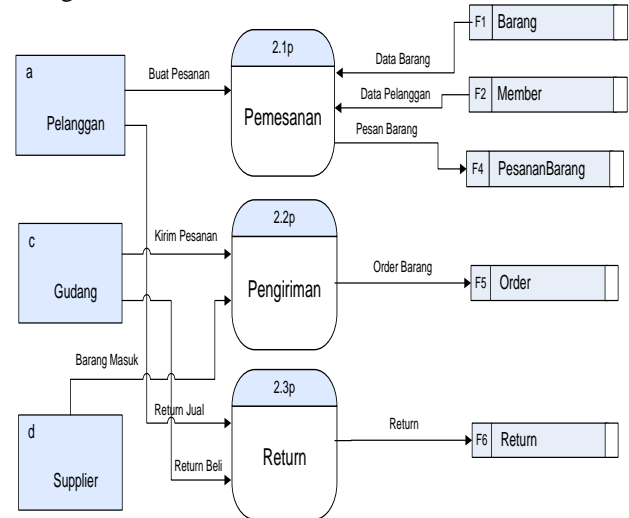 F1 Barang
2.1p
Data Barang
a
Buat Pesanan
Data Pelanggan
F2 Member
Pelanggan
Pemesanan
Pesan Barang
F4 PesananBarang
2.2p
c
Kirim Pesanan
Order Barang
Gudang
Pengiriman
F5 Order
Barang Masuk
2.3p
d
Return Jual
Return
F6 Return
Return Beli
Return
Supplier